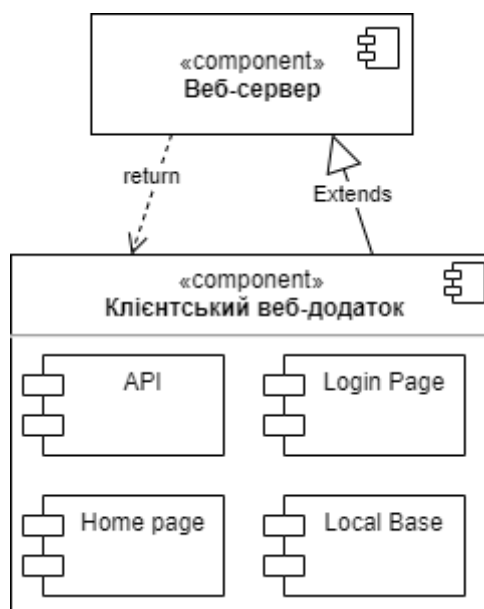 «component»
Веб-сервер
return
Extends
«component»
Клієнтський веб-додаток
API
Login Page
Home page
Local Base